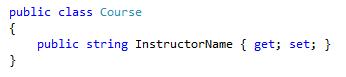 public class Course
{
    public string InstructorName { get; set; }
}